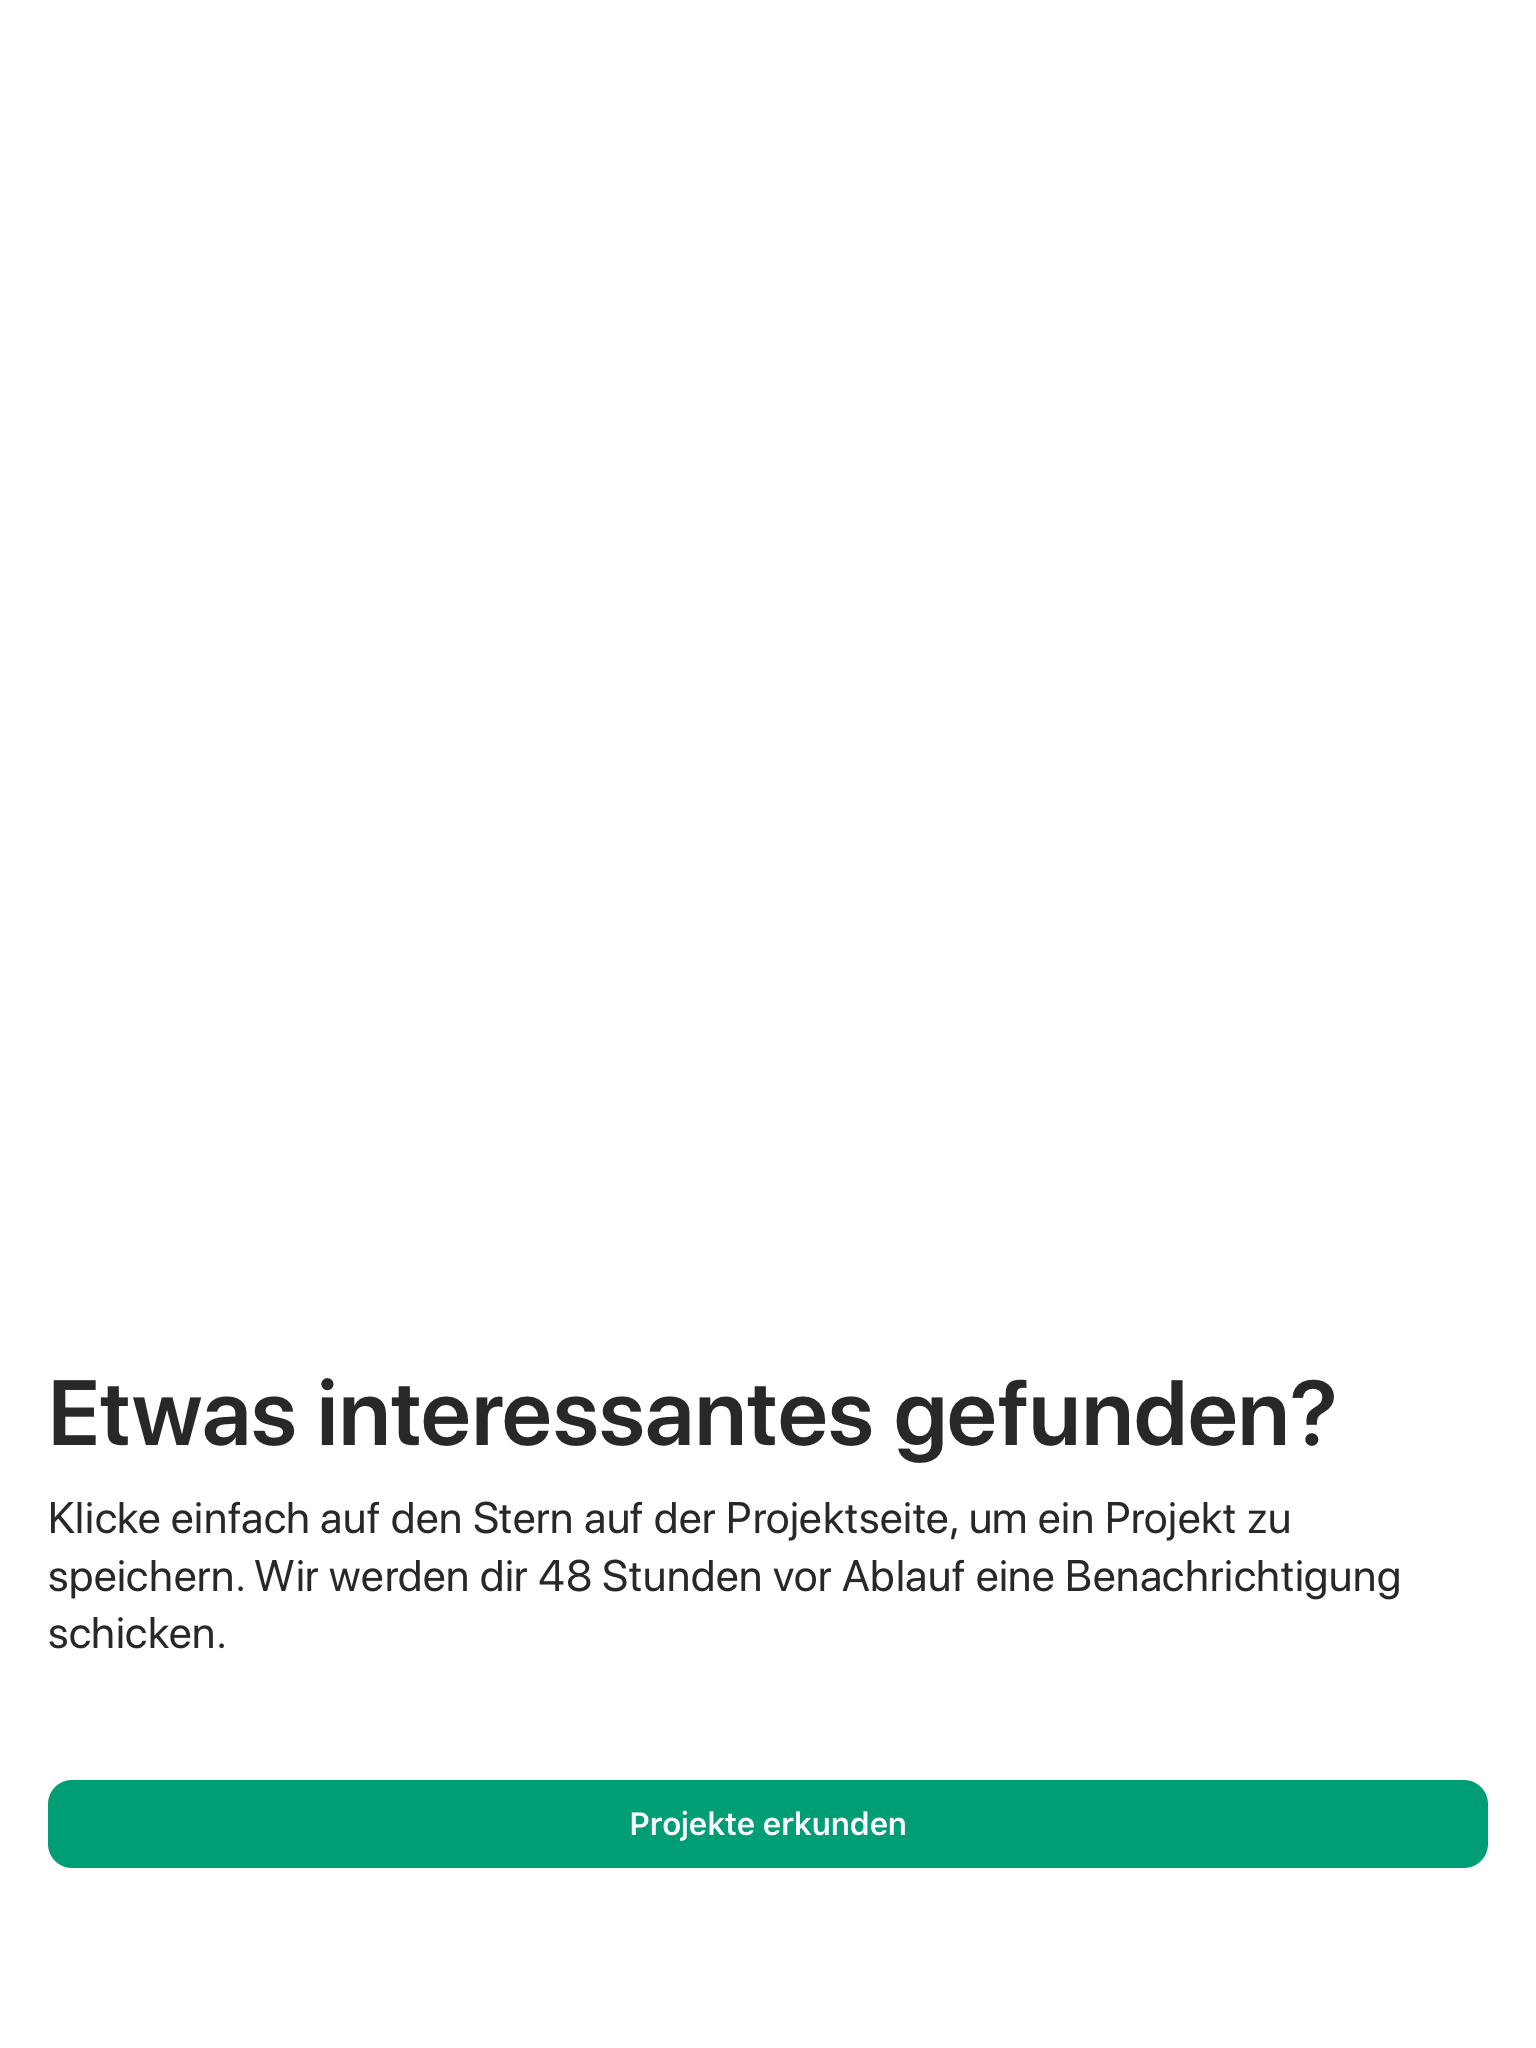 Etwas interessantes gefunden?
Klicke einfach auf den Stern auf der Projektseite, um ein Projekt zu
speichern. Wir werden dir 48 Stunden vor Ablauf eine Benachrichtigung
schicken.
Projekte erkunden